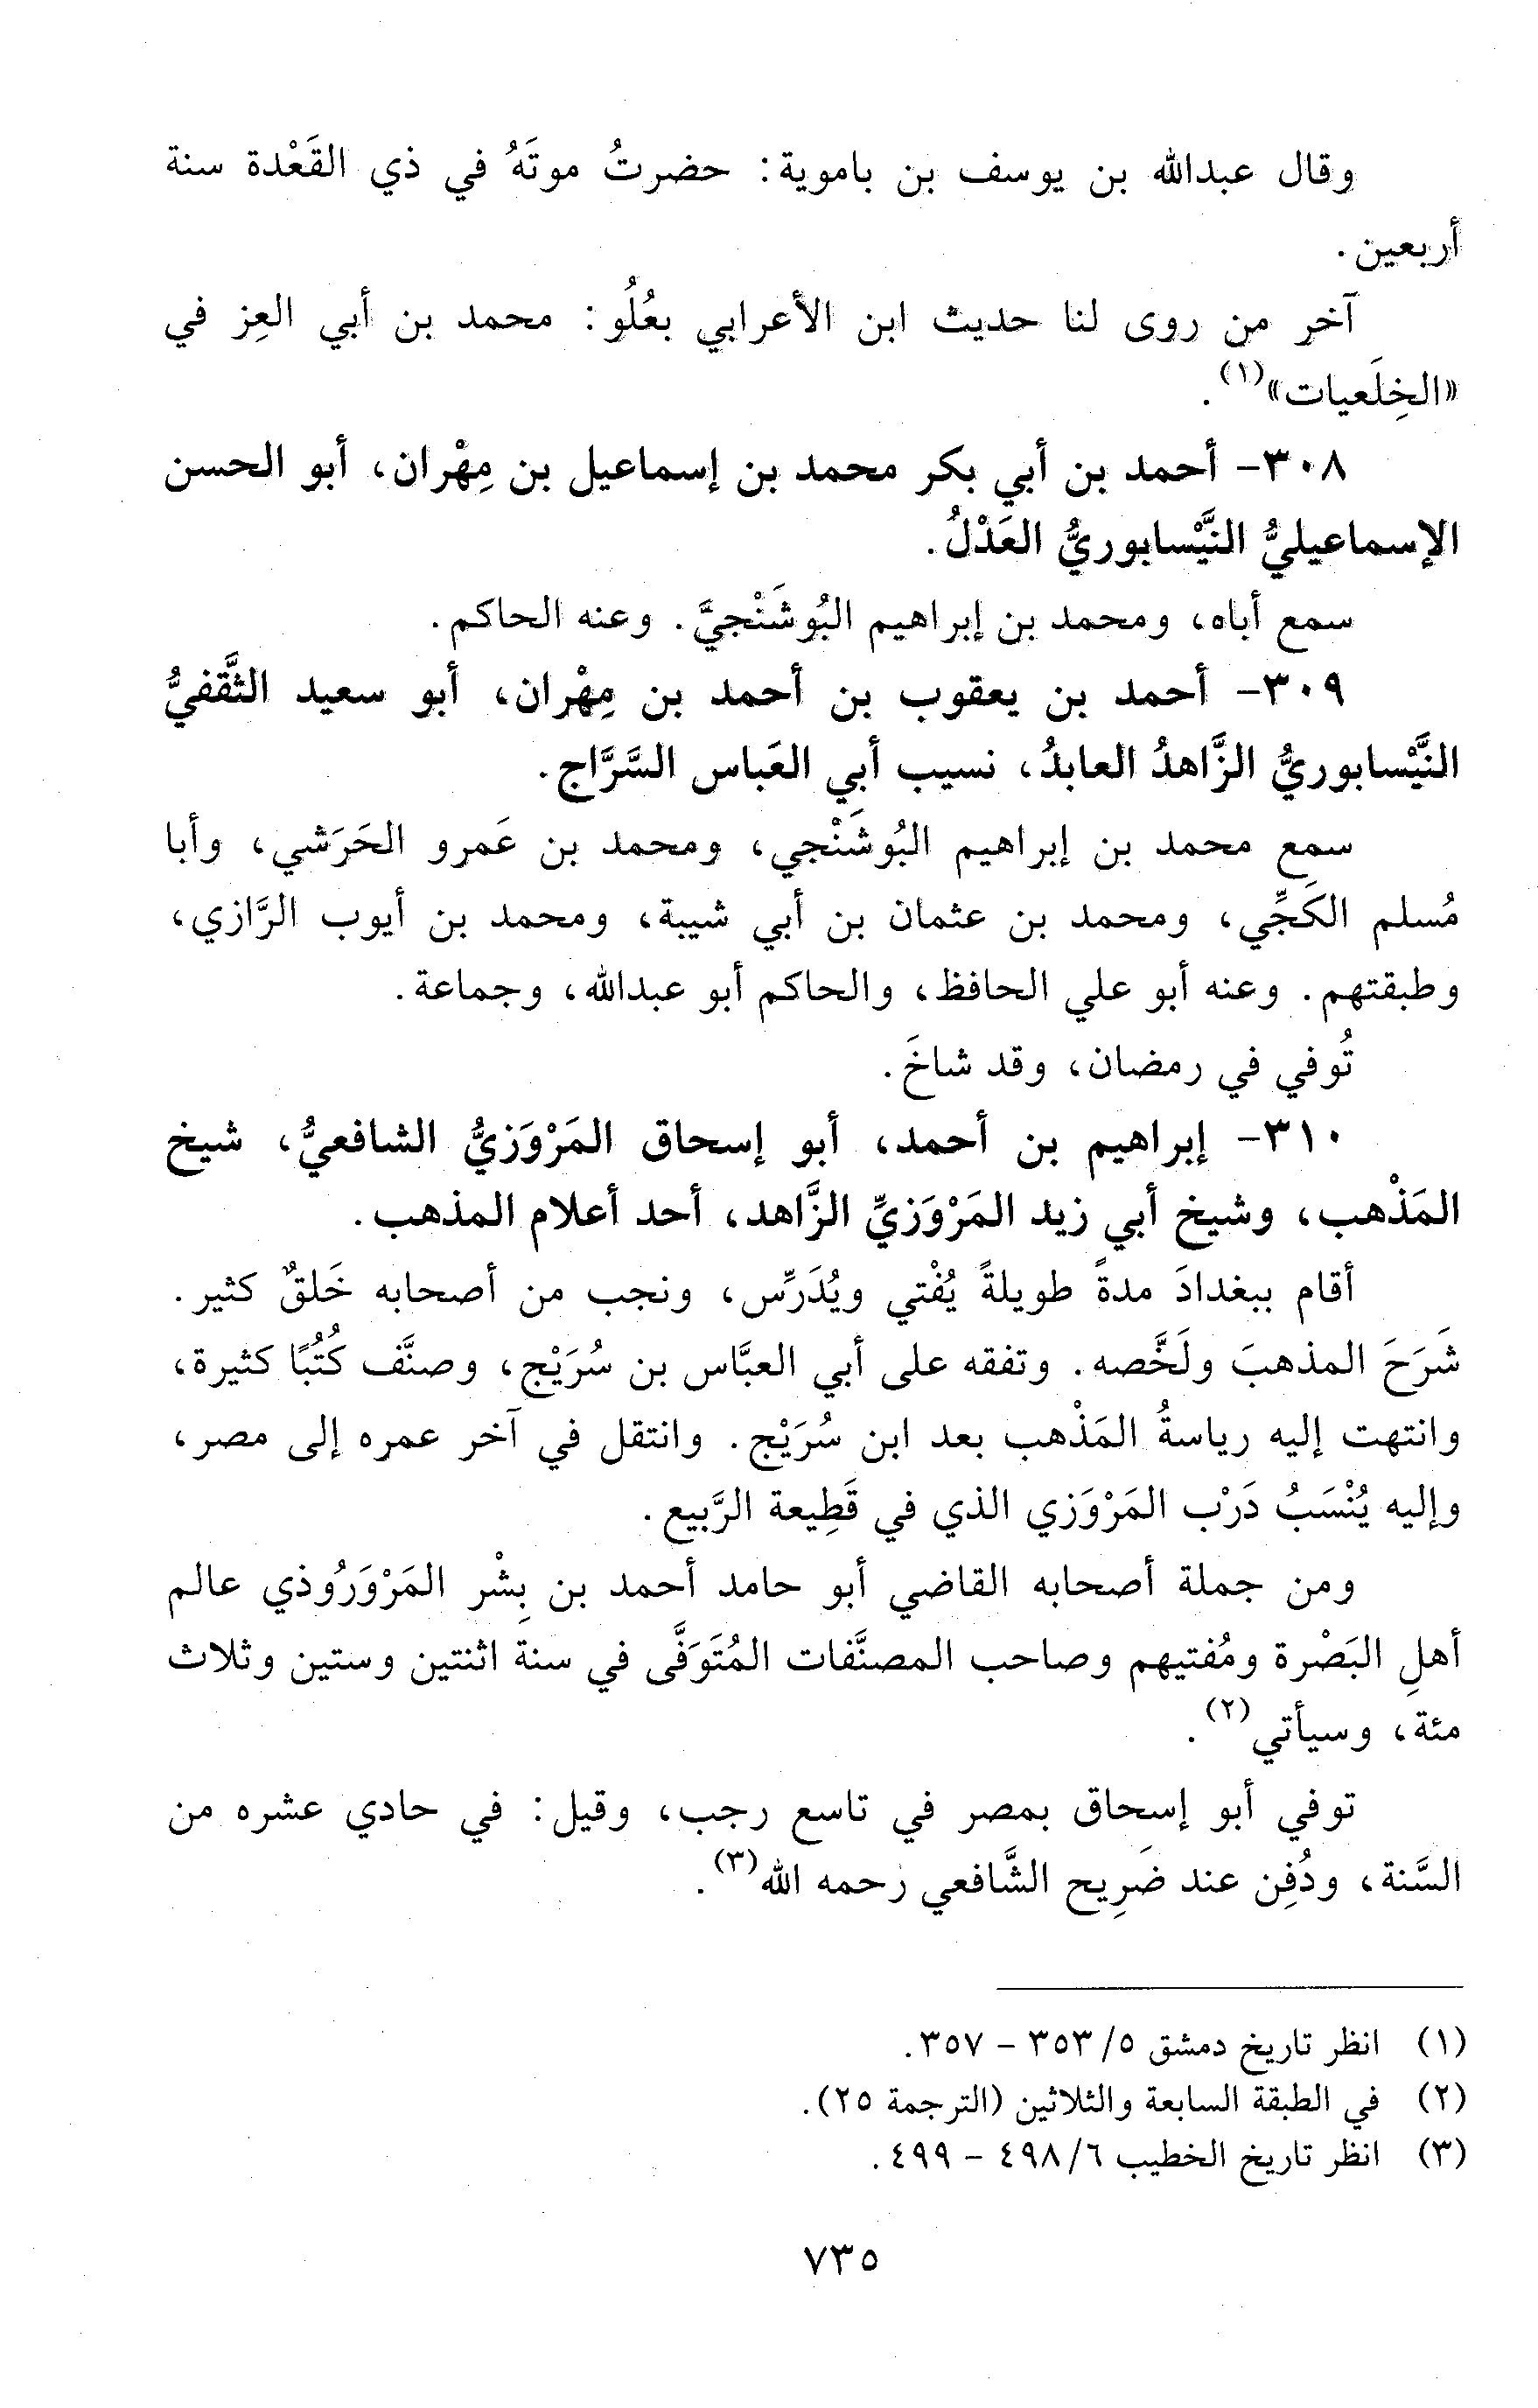 وقال عبدالله بن يوسف بن باموية: حضرتُ موتَهُ في ذي القَعْدة سنة
أربعين.
آخر من روى لنا حديث ابن الأعرابي بعُلُو: محمد بن أبي العِز في
«الخِلَعيات»(١).
٣٠٨- أحمد بن أبي بكر محمد بن إسماعيل بن مِهْران، أبو الحسن
الإسماعيليُّ النَّيْسابوريُّ العَدْلُ.
سمع أباه، ومحمد بن إبراهيم البُوشَنْجيَّ. وعنه الحاكم.
٣٠٩- أحمد بن يعقوب بن أحمد بن مِهْران، أبو سعيد الثَّقفيُّ
النَّيْسابوريُّ الزَّاهدُ العابدُ، نسيب أبي العَباس السَّرَّاج.
سمع محمد بن إبراهيم البُوشَنْجي، ومحمد بن عَمرو الحَرَشي، وأبا
مُسلم الكَجِّي، ومحمد بن عثمان بن أبي شيبة، ومحمد بن أيوب الرَّازي،
وطبقتهم. وعنه أبو علي الحافظ، والحاكم أبو عبدالله، وجماعة.
تُوفي في رمضان، وقد شاخَ.
٣١٠- إبراهيم بن أحمد، أبو إسحاق المَرْوَزيُّ الشافعيُّ، شيخ
المَذْهب، وشيخ أبي زيد المَرْوَزيِّ الزَّاهد، أحد أعلام المذهب.
أقام ببغدادَ مدةً طويلةً يُفْتي ويُدَرِّس، ونجب من أصحابه خَلقٌ كثير.
شَرَحَ المذهبَ ولَخَّصه. وتفقه على أبي العبَّاس بن سُرَيْج، وصنَّف كُتُبًا كثيرة،
وانتهت إليه رياسةُ المَذْهب بعد ابن سُرَيْج. وانتقل في آخر عمره إلى مصر،
وإليه يُنْسَبُ دَرْب المَرْوَزي الذي في قَطِيعة الرَّبيع.
ومن جملة أصحابه القاضي أبو حامد أحمد بن بِشْر المَرْوَرُوذي عالم
أهلِ البَصْرة ومُفتيهم وصاحب المصنَّفات المُتَوَفَّى في سنة اثنتين وستين وثلاث
مئة، وسيأتي(٢).
توفي أبو إسحاق بمصر في تاسع رجب، وقيل: في حادي عشره من
السَّنة، ودُفِن عند ضَرِيح الشَّافعي رحمه الله(٣).
(١) انظر تاريخ دمشق ٥/ ٣٥٣ - ٣٥٧.
(٢) في الطبقة السابعة والثلاثين (الترجمة ٢٥).
(٣) انظر تاريخ الخطيب ٦/ ٤٩٨ - ٤٩٩.
٧٣٥